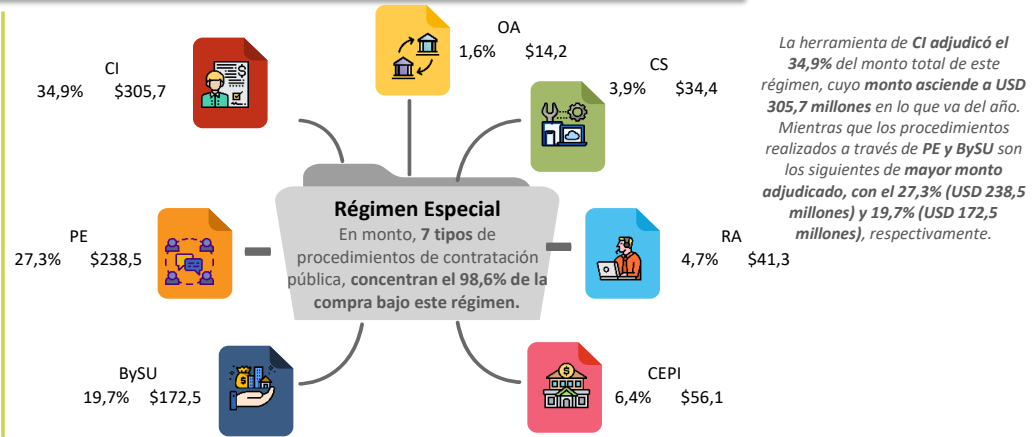 OA
1,6% $14,2
CI
34,9% $305,7
CS
3,9% $34,4
La herramienta de CI adjudicó el
34,9% del monto total de este
régimen, cuyo monto asciende a USD
305,7 millones en lo que va del año.
Mientras que los procedimientos
realizados a través de PE y BySU son
los siguientes de mayor monto
adjudicado, con el 27,3% (USD 238,5
millones) y 19,7% (USD 172,5
millones), respectivamente.
Régimen Especial
En monto, 7 tipos de
procedimientos de contratación
pública, concentran el 98,6% de la
compra bajo este régimen.
PE
27,3% $238,5
RA
4,7% $41,3
BySU
19,7% $172,5
CEPI
6,4% $56,1